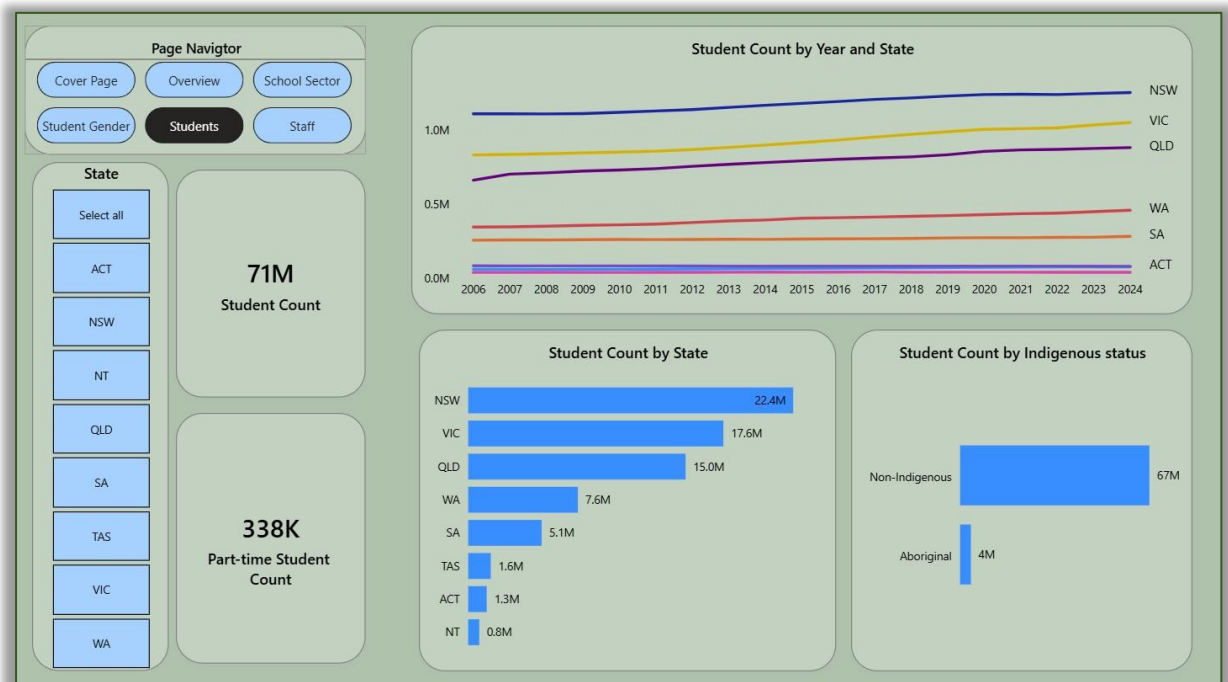 Page Navigtor
Cover Page
Overview
School Sector
Student Gender
Students
Staff
State
Select all
ACT
NSW
NT
QLD
SA
TAS
VIC
WA
71M
Student Count
338K
Part-time Student
Count
Student Count by Year and State
1.0M
0.5M
0.0M
NSW
VIC
QLD
WA
SA
ACT
2006 2007 2008 2009 2010 2011 2012 2013 2014 2015 2016 2017 2018 2019 2020 2021 2022 2023 2024
Student Count by State
NSW 22.4M
VIC 17.6M
QLD 15.0M
WA 7.6M
SA 5.1M
TAS 1.6M
ACT 1.3M
NT 0.8M
Student Count by Indigenous status
Non-Indigenous 67M
Aboriginal 4M